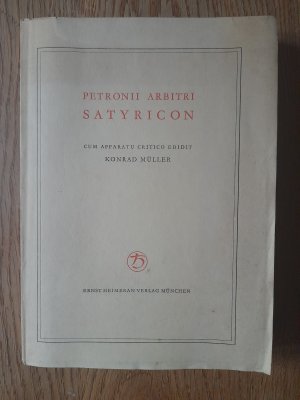 PETRONII ARBITRI
SATYRICON
CUM APPARATU CRITICO EDIDIT
KONRAD MÜLLER
ERNST HEIMERAN VERLAG MÜNCHEN